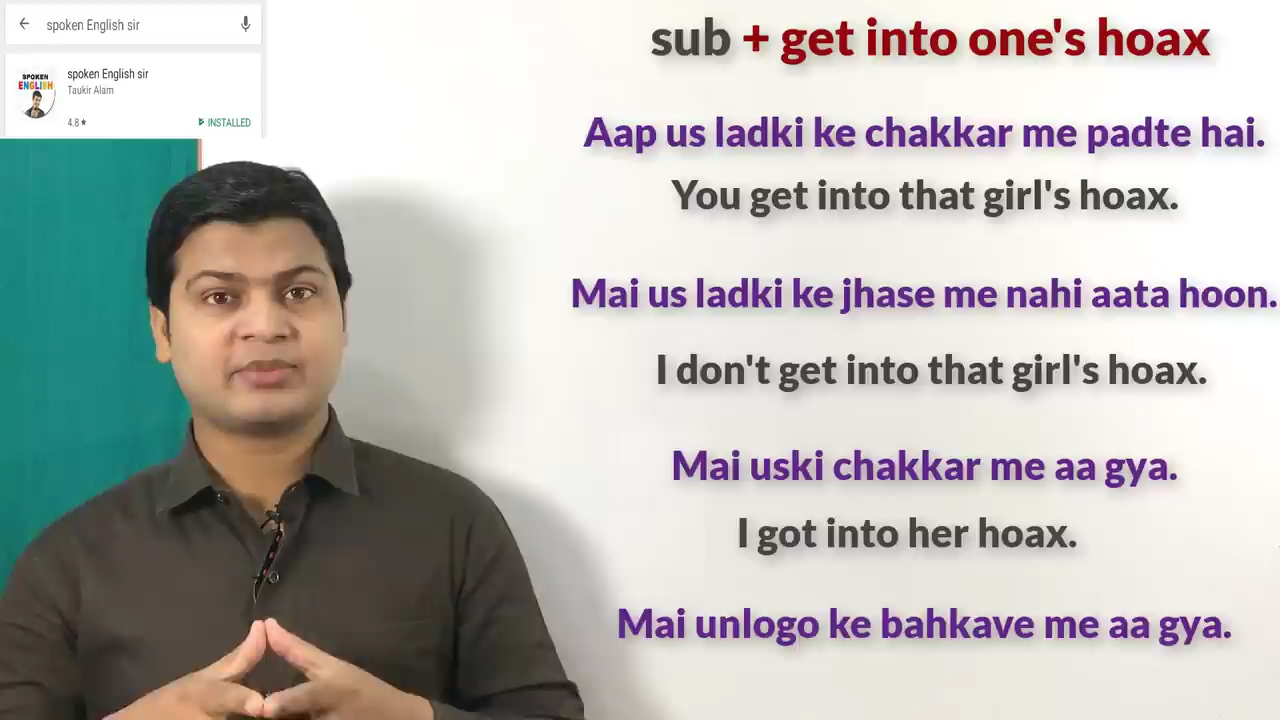 spoken English sir
SPOKEN
ENGLISH
spoken English sir
Taukir Alam
4.8★
INSTALLED
sub + get into one's hoax
Aap us ladki ke chakkar me padte hai.
You get into that girl's hoax.
Mai us ladki ke jhase me nahi aata hoon.
I don't get into that girl's hoax.
Mai uski chakkar me aa gya.
I got into her hoax.
Mai unlogo ke bahkave me aa gya.